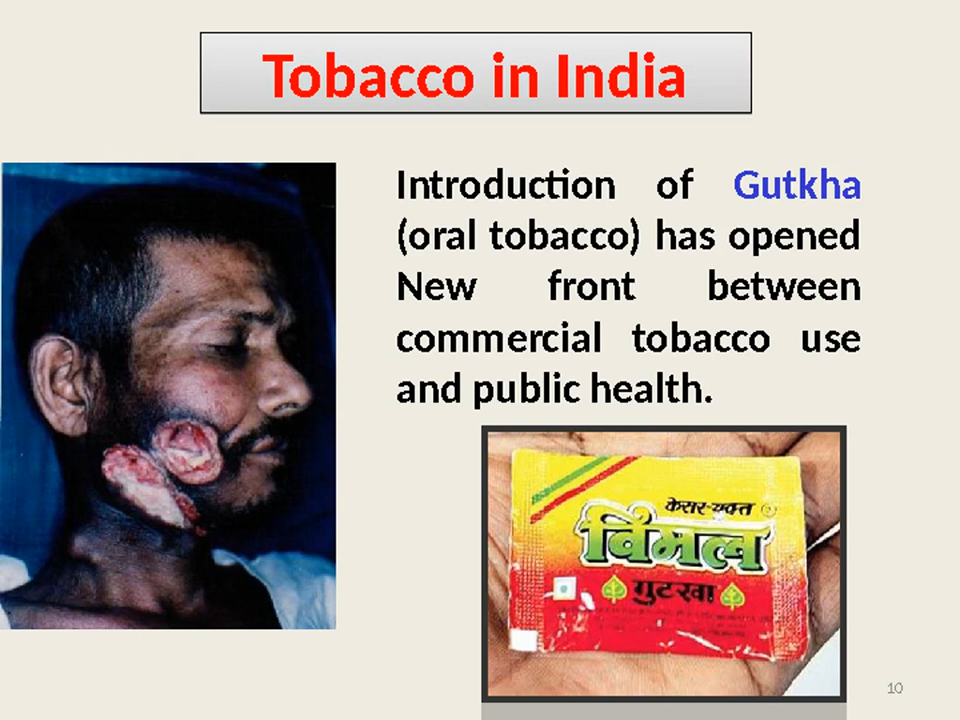 Tobacco in India
Introduction of Gutkha
(oral tobacco) has opened
New front between
commercial tobacco use
and public health.
केसर-युक्त
विमल
गुटखा
10